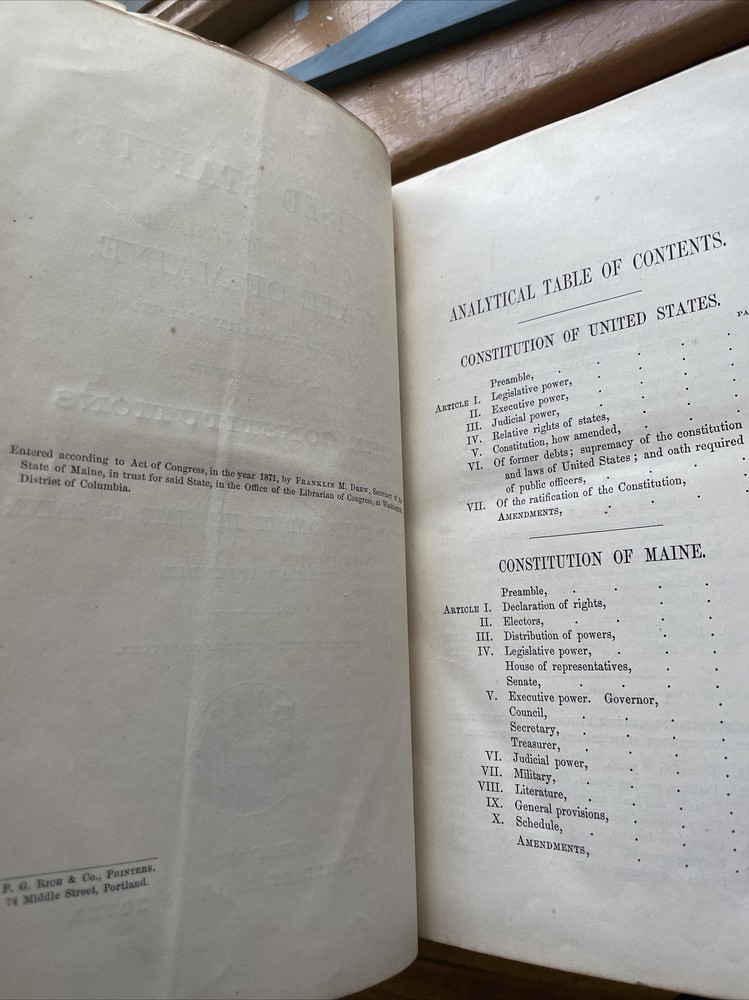 Entered according to Act of Congress, in the year 1871, by FRANKLIN M. DREW, Secretary of the
State of Maine, in trust for said State, in the Office of the Librarian of Congress, at Washington,
District of Columbia.
F. G. RICH & CO., PRINTERS.
74 Middle Street, Portland.
ANALYTICAL TABLE OF CONTENTS.
CONSTITUTION OF UNITED STATES.
PA
Preamble,
ARTICLE I. Legislative power,
II. Executive power,
III. Judicial power,
IV. Relative rights of states,
V. Constitution, how amended,
VI. Of former debts; supremacy of the constitution
and laws of United States; and oath required
of public officers,
VII. Of the ratification of the Constitution,
AMENDMENTS,
CONSTITUTION OF MAINE.
Preamble,
ARTICLE I. Declaration of rights,
II. Electors,
III. Distribution of powers,
IV. Legislative power,
House of representatives,
Senate,
V. Executive power. Governor,
Council,
Secretary,
Treasurer,
VI. Judicial power,
VII. Military,
VIII. Literature,
IX. General provisions,
X. Schedule,
AMENDMENTS,